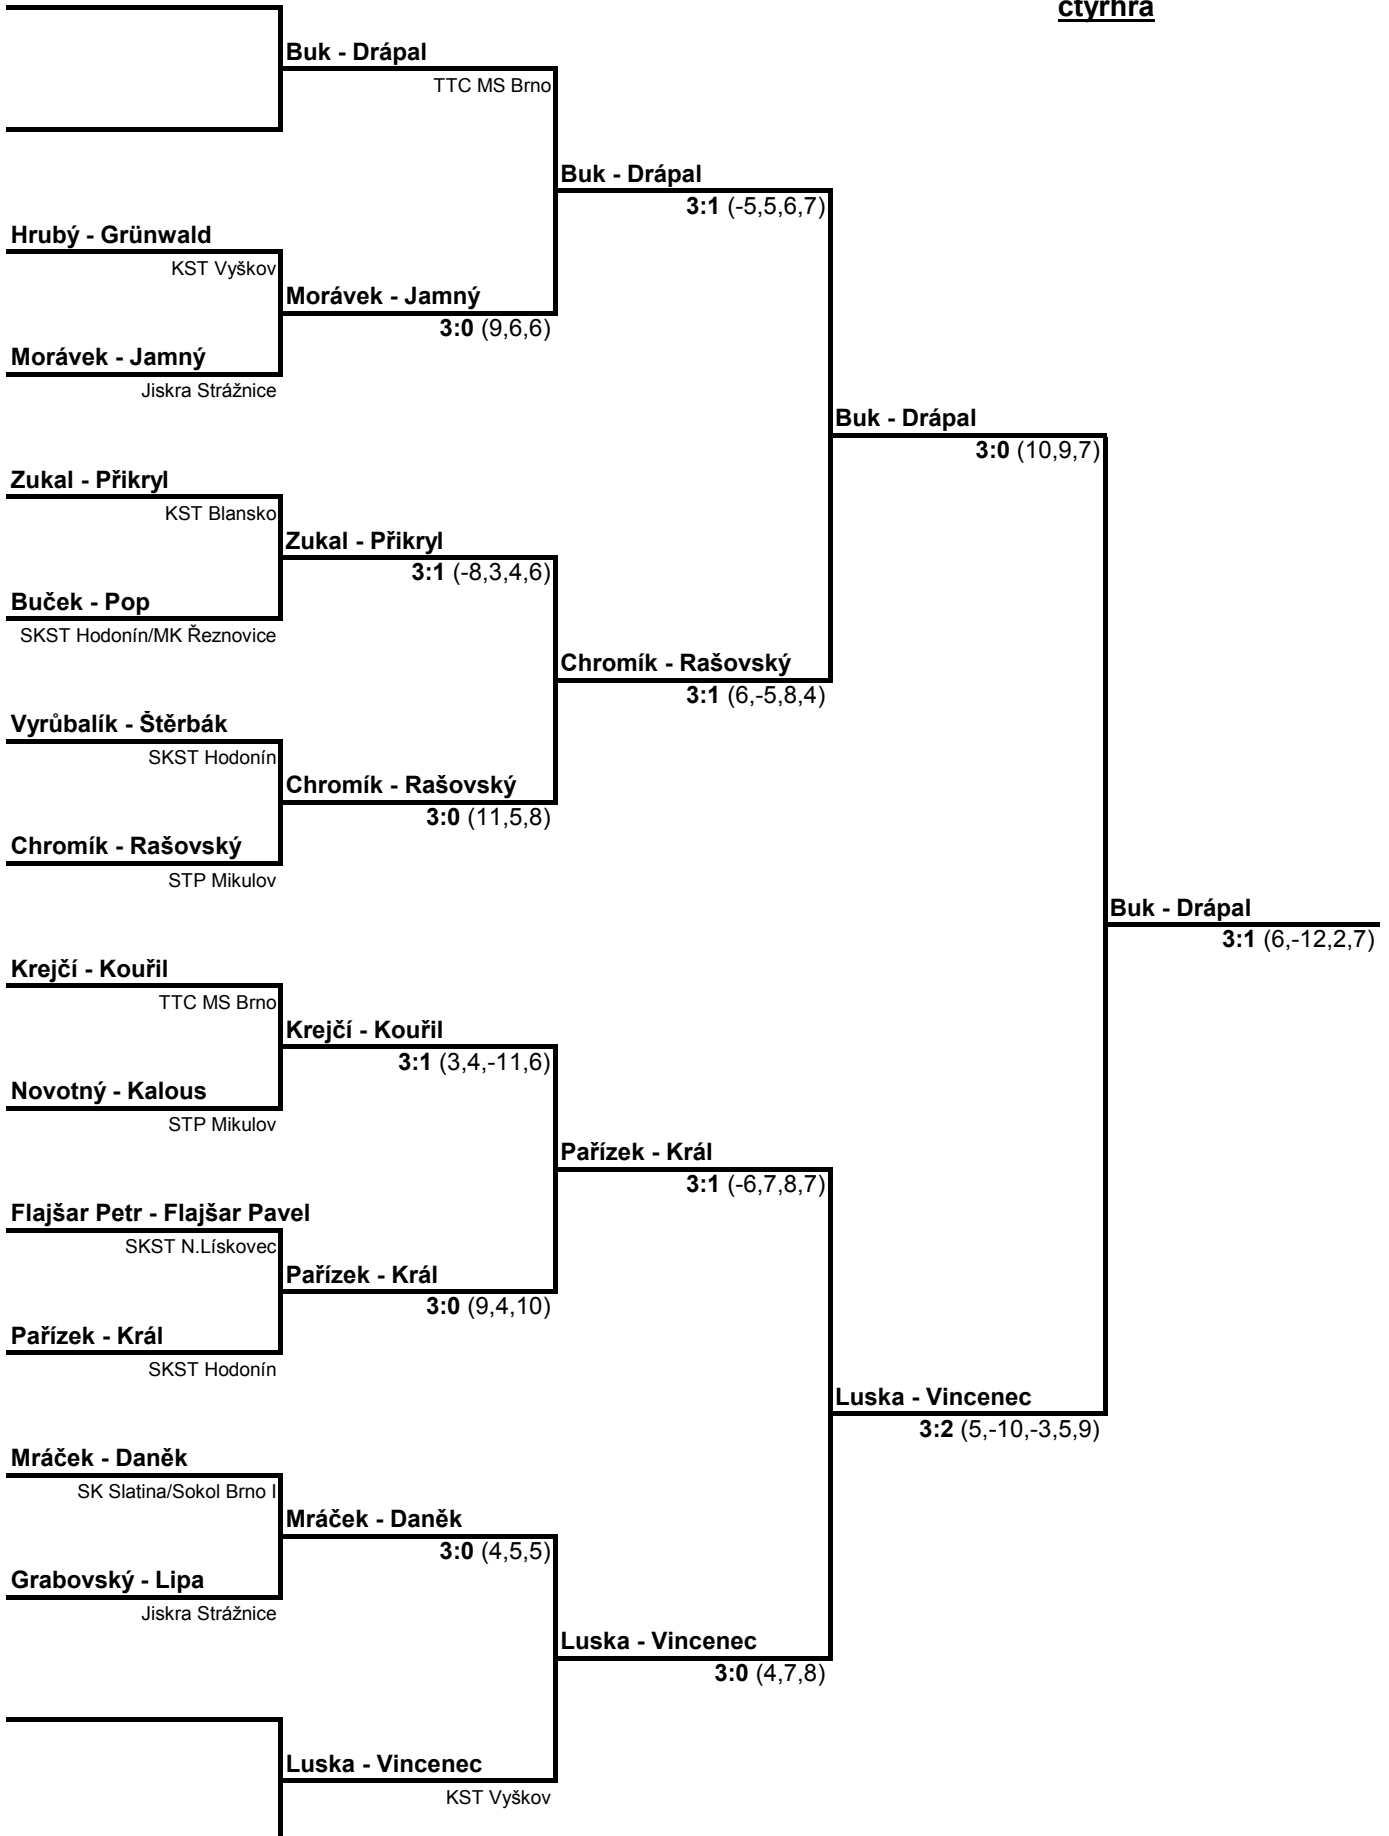 čtyřhra
Buk - Drápal
TTC MS Brno
Buk - Drápal
3:1 (-5,5,6,7)
Hrubý - Grünwald
KST Vyškov
Morávek - Jamný
3:0 (9,6,6)
Morávek - Jamný
Jiskra Strážnice
Buk - Drápal
3:0 (10,9,7)
Zukal - Přikryl
KST Blansko
Zukal - Přikryl
3:1 (-8,3,4,6)
Buček - Pop
SKST Hodonín/MK Řeznovice
Chromík - Rašovský
3:1 (6,-5,8,4)
Vyrůbalík - Štěrbák
SKST Hodonín
Chromík - Rašovský
3:0 (11,5,8)
Chromík - Rašovský
STP Mikulov
Buk - Drápal
3:1 (6,-12,2,7)
Krejčí - Kouřil
TTC MS Brno
Krejčí - Kouřil
3:1 (3,4,-11,6)
Novotný - Kalous
STP Mikulov
Pařízek - Král
3:1 (-6,7,8,7)
Flajšar Petr - Flajšar Pavel
SKST N.Lískovec
Pařízek - Král
3:0 (9,4,10)
Pařízek - Král
SKST Hodonín
Luska - Vincenec
3:2 (5,-10,-3,5,9)
Mráček - Daněk
SK Slatina/Sokol Brno I
Mráček - Daněk
3:0 (4,5,5)
Grabovský - Lipa
Jiskra Strážnice
Luska - Vincenec
3:0 (4,7,8)
Luska - Vincenec
KST Vyškov